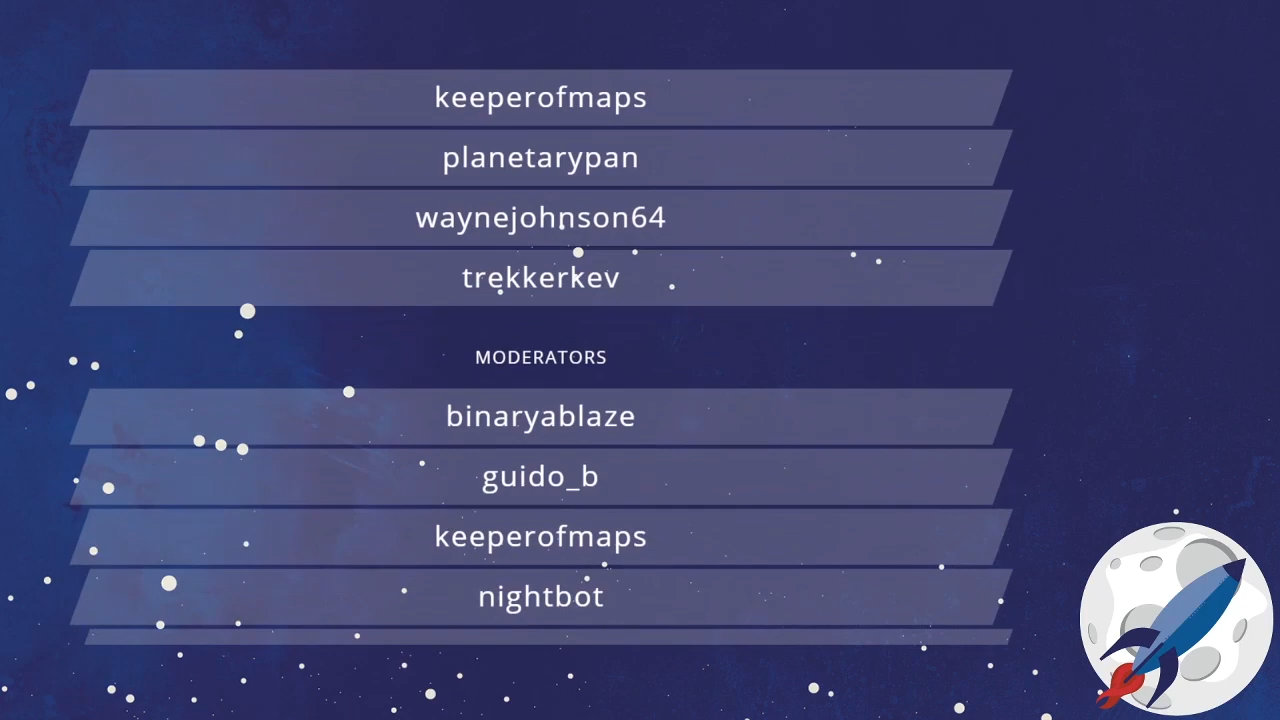 keeperofmaps
planetarypan
waynejohnson64
trekkerkev
MODERATORS
binaryablaze
guido_b
keeperofmaps
nightbot